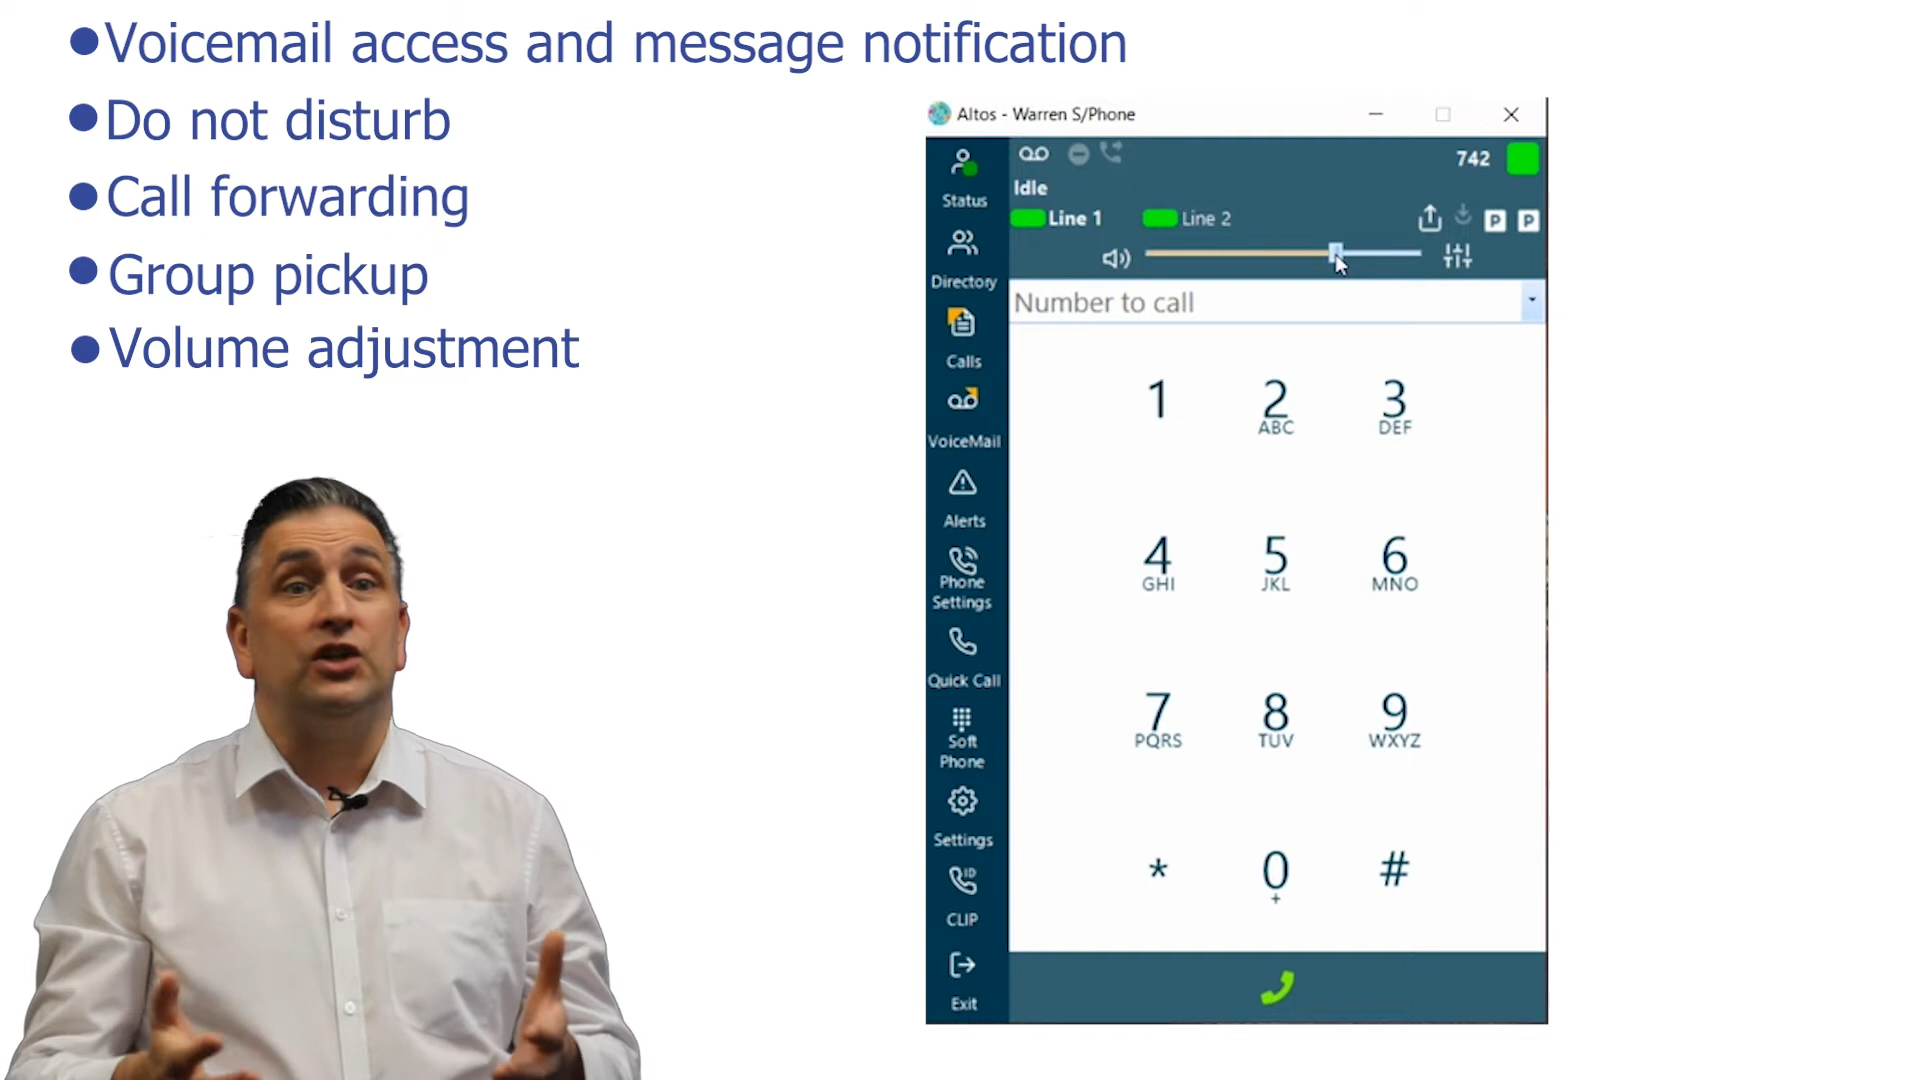 ●Voicemail access and message notification
●Do not disturb
●Call forwarding
●Group pickup
●Volume adjustment
Altos - Warren S/Phone
742
Idle
Line 1 Line 2
P P
Number to call
Status
Directory
Calls
VoiceMail
Alerts
Phone
Settings
Quick Call
Soft
Phone
Settings
ID
CLIP
Exit
1 2 3
ABC DEF
4 5 6
GHI JKL MNO
7 8 9
PQRS TUV WXYZ
* 0 #
+